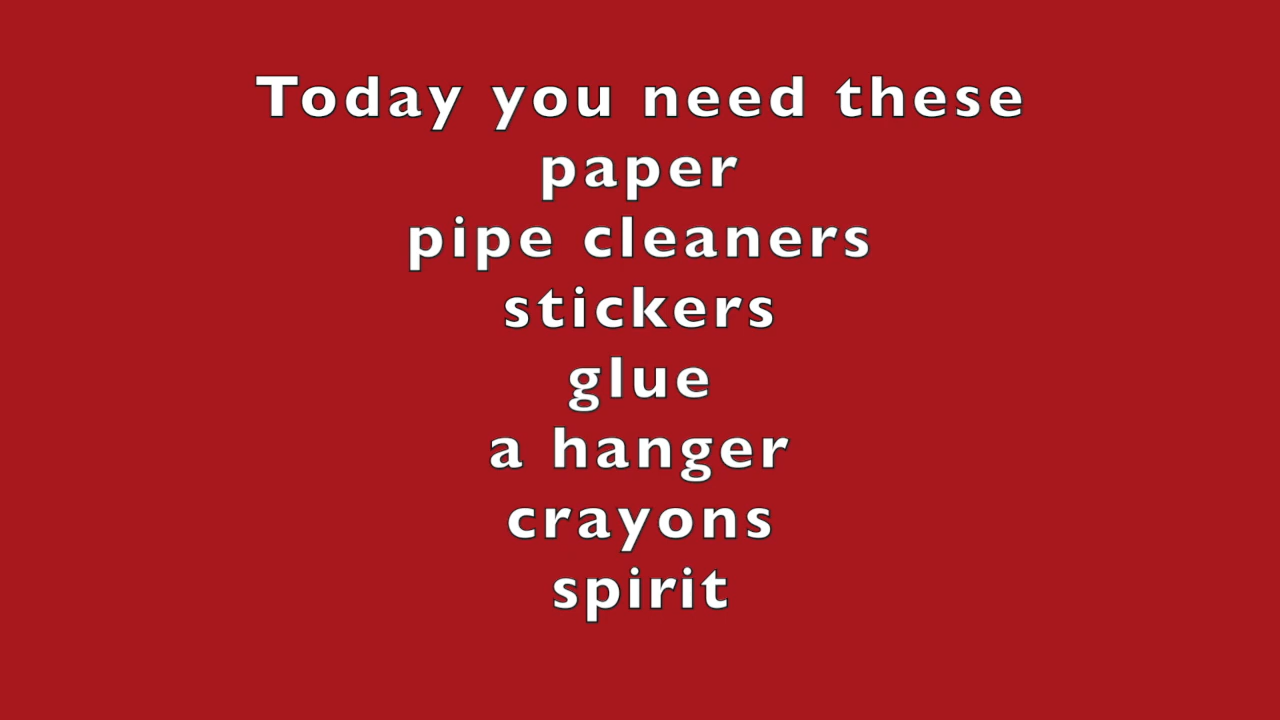 Today you need these
paper
pipe cleaners
stickers
glue
a hanger
crayons
spirit